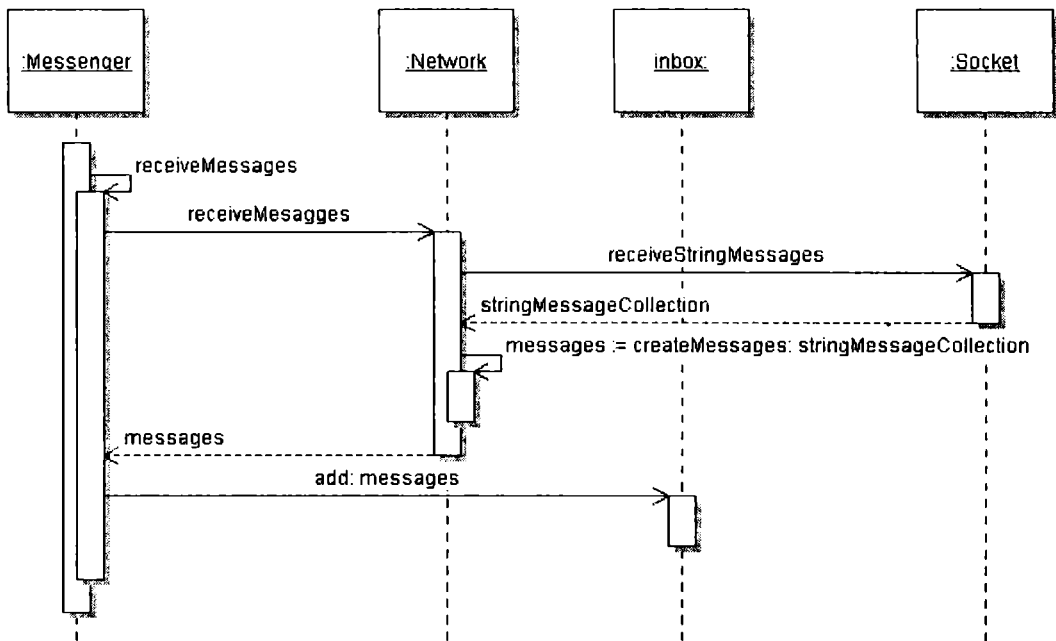 :Messenger
:Network
inbox:
:Socket
receiveMessages
receiveMesagges
receiveStringMessages
stringMessageCollection
messages := createMessages: stringMessageCollection
messages
add: messages